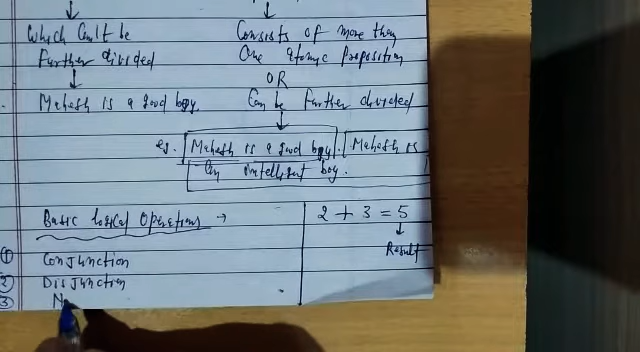 Which Can't be
Further divided
Mahesh is a good boy.
Consists of more than
One atomic Proposition
OR
Can be further divided
eg. Mahesh is a good boy. Mahesh is
an intelligent boy.
Basic logical Operations →
① Conjunction
② Disjunction
③ N
2 + 3 = 5
Result